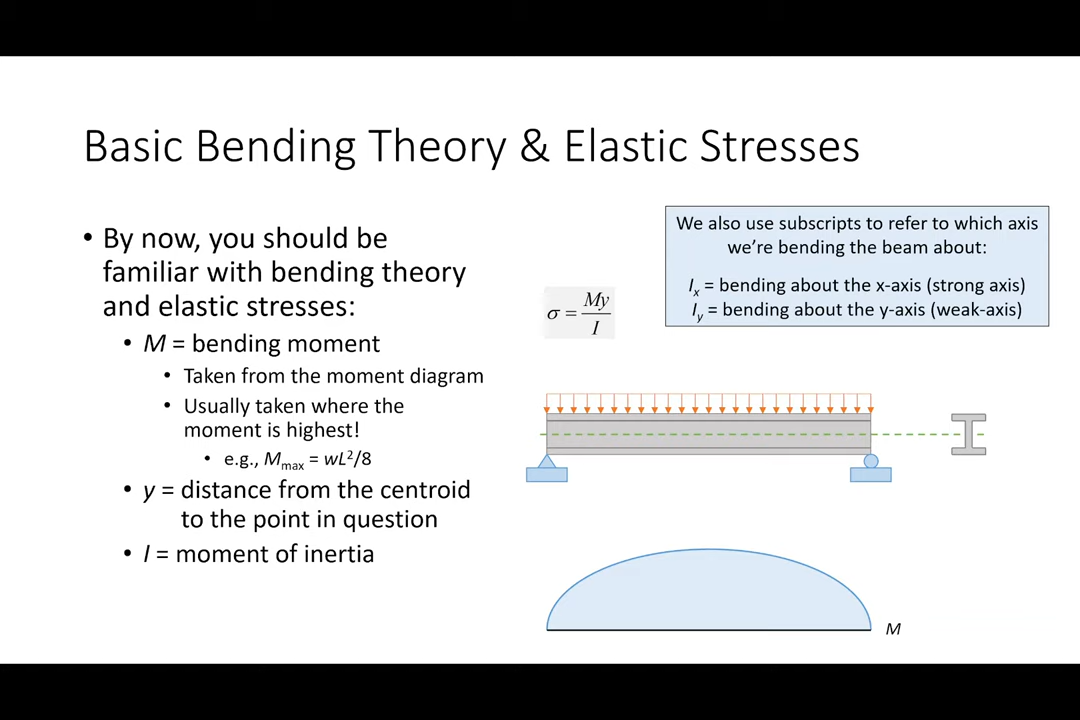 Basic Bending Theory & Elastic Stresses
• By now, you should be
familiar with bending theory
and elastic stresses:
• M = bending moment
• Taken from the moment diagram
• Usually taken where the
moment is highest!
• e.g., Mmax = wL²/8
• y = distance from the centroid
to the point in question
• I = moment of inertia
σ = My/I
We also use subscripts to refer to which axis
we're bending the beam about:
Ix = bending about the x-axis (strong axis)
Iy = bending about the y-axis (weak-axis)
M